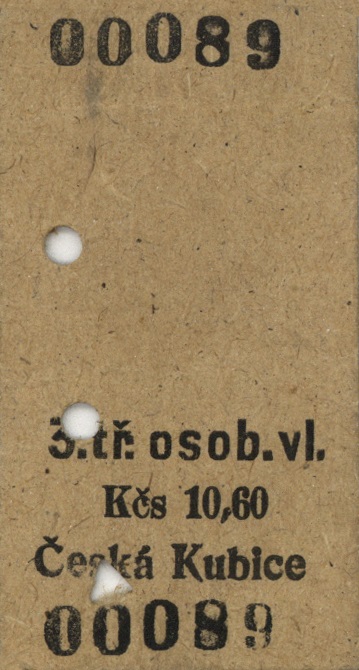 00089
3.tř. osob.vl.
Kčs 10,60
Česká Kubice
00089